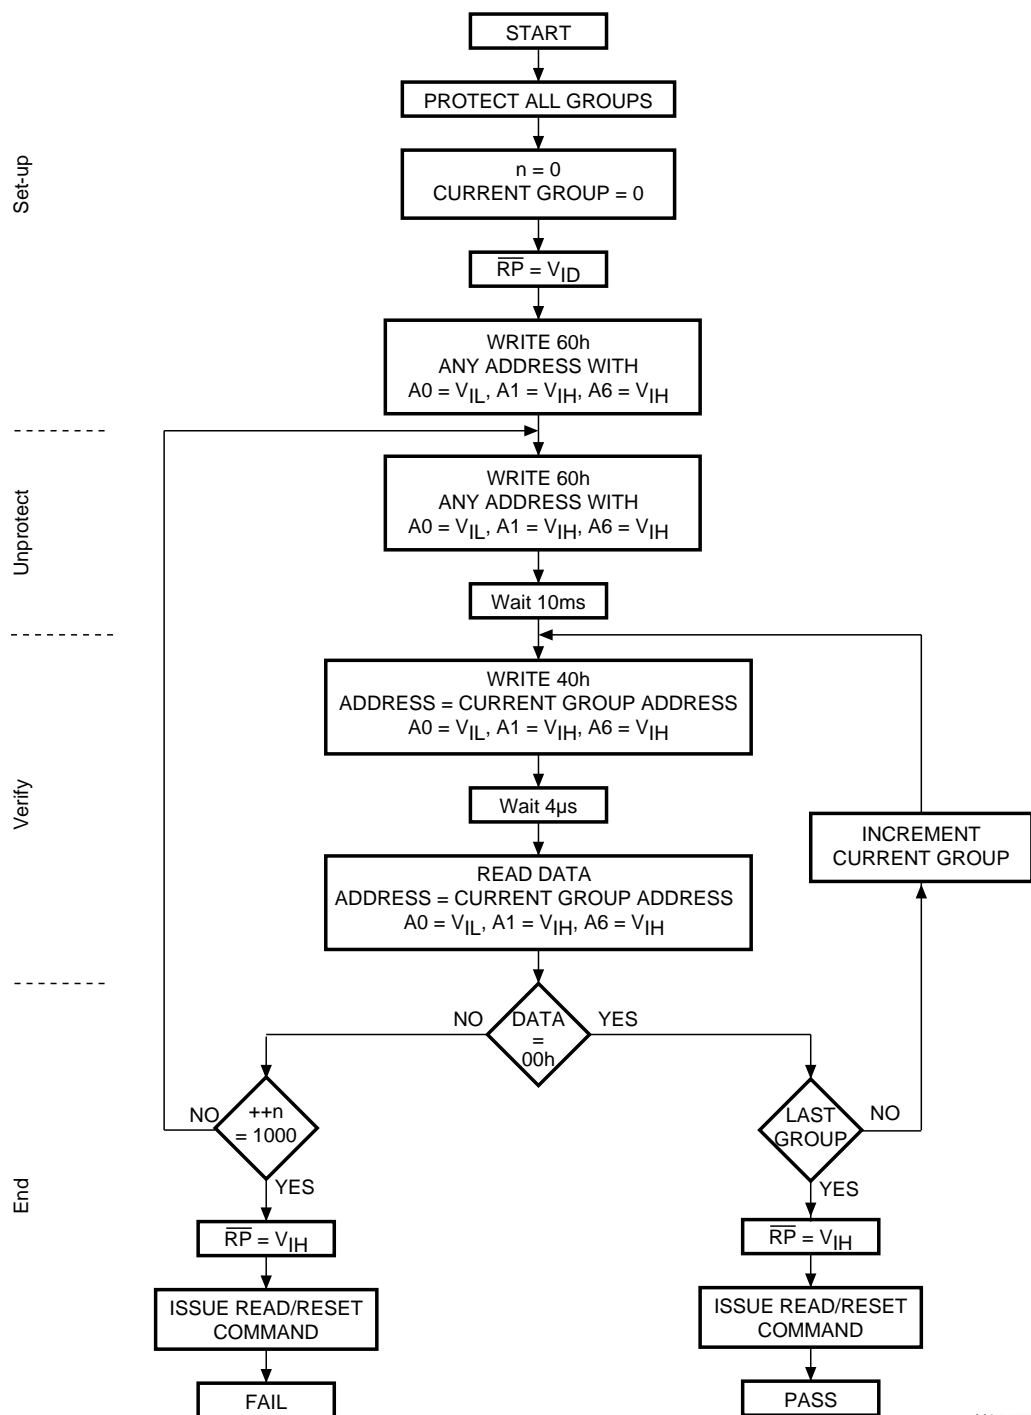 START
PROTECT ALL GROUPS
Set-up
n = 0
CURRENT GROUP = 0
RP = VID
WRITE 60h
ANY ADDRESS WITH
A0 = VIL, A1 = VIH, A6 = VIH
Unprotect
WRITE 60h
ANY ADDRESS WITH
A0 = VIL, A1 = VIH, A6 = VIH
Wait 10ms
Verify
WRITE 40h
ADDRESS = CURRENT GROUP ADDRESS
A0 = VIL, A1 = VIH, A6 = VIH
Wait 4µs
INCREMENT
CURRENT GROUP
READ DATA
ADDRESS = CURRENT GROUP ADDRESS
A0 = VIL, A1 = VIH, A6 = VIH
End
NO
DATA
=
00h
YES
NO
++n
= 1000
YES
LAST
GROUP
NO
YES
RP = VIH
RP = VIH
ISSUE READ/RESET
COMMAND
ISSUE READ/RESET
COMMAND
FAIL
PASS